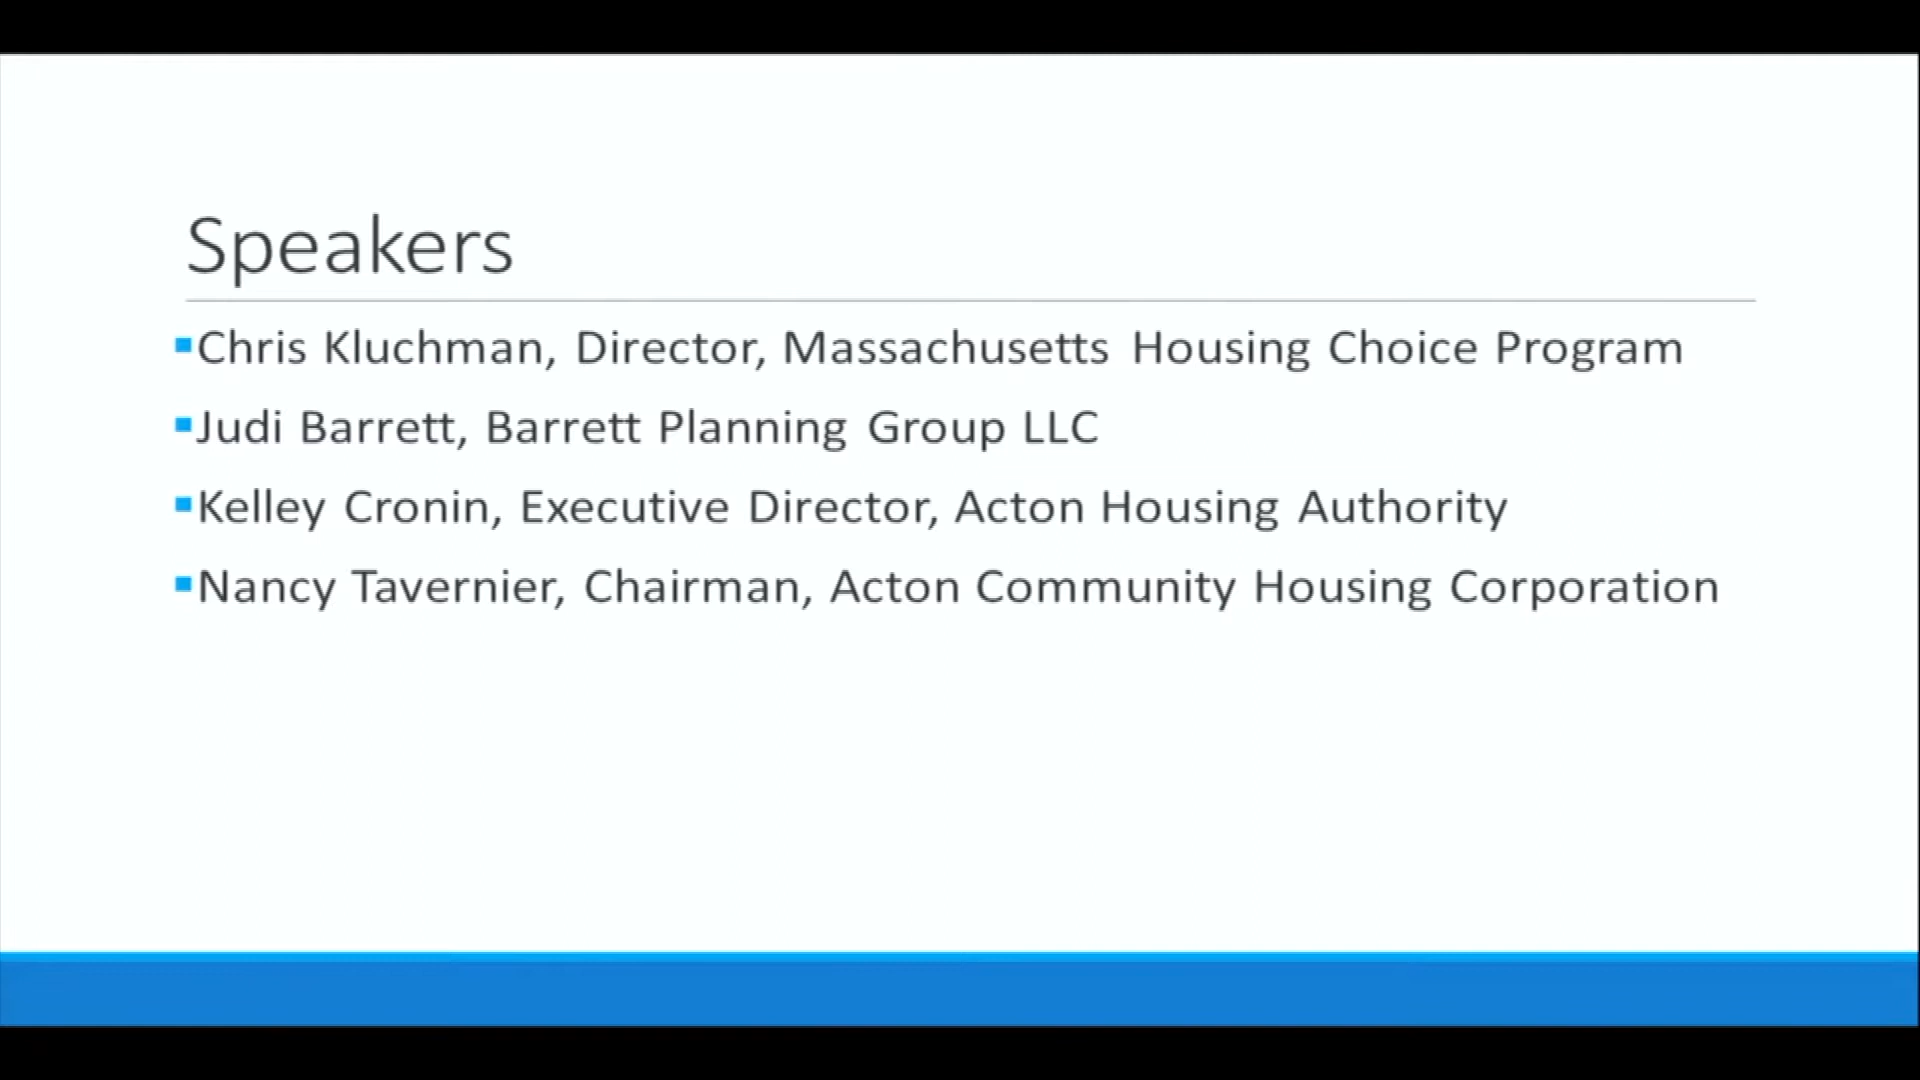 Speakers
▪Chris Kluchman, Director, Massachusetts Housing Choice Program
▪Judi Barrett, Barrett Planning Group LLC
▪Kelley Cronin, Executive Director, Acton Housing Authority
▪Nancy Tavernier, Chairman, Acton Community Housing Corporation